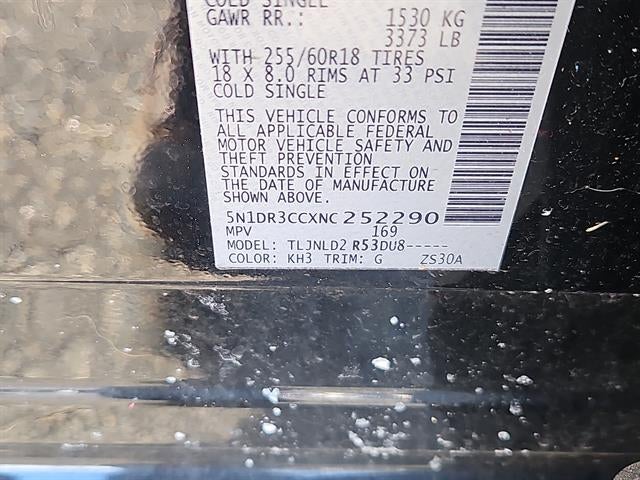 COLD SINGLE
GAWR RR.: 1530 KG
3373 LB
WITH 255/60R18 TIRES
18 X 8.0 RIMS AT 33 PSI
COLD SINGLE
THIS VEHICLE CONFORMS TO
ALL APPLICABLE FEDERAL
MOTOR VEHICLE SAFETY AND
THEFT PREVENTION
STANDARDS IN EFFECT ON
THE DATE OF MANUFACTURE
SHOWN ABOVE.
5N1DR3CCXNC252290
MPV 169
MODEL: TLJNLD2 R53DU8-----
COLOR: KH3 TRIM: G ZS30A